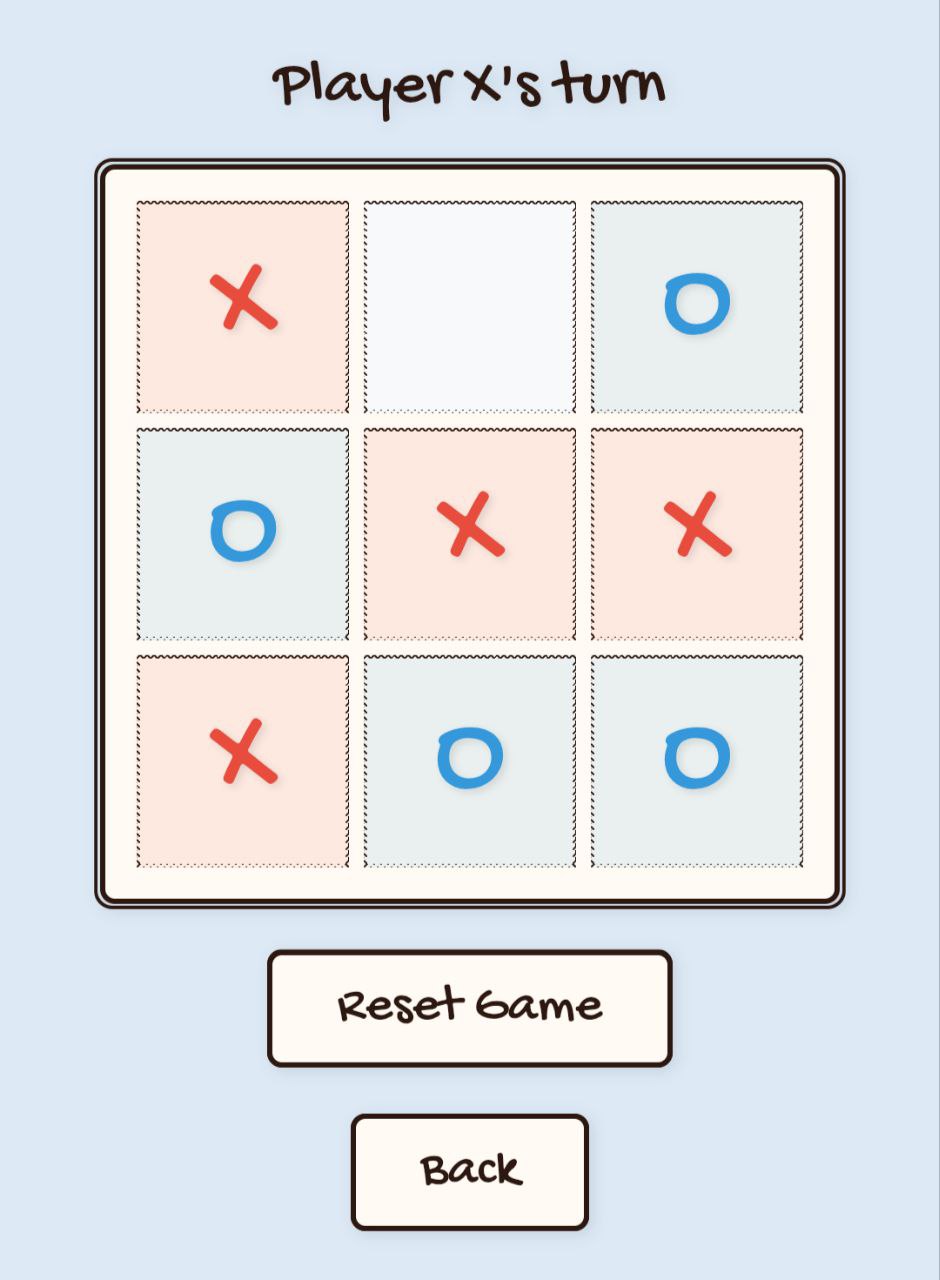 Player X's turn
X O
O X X
X O O
Reset Game
Back